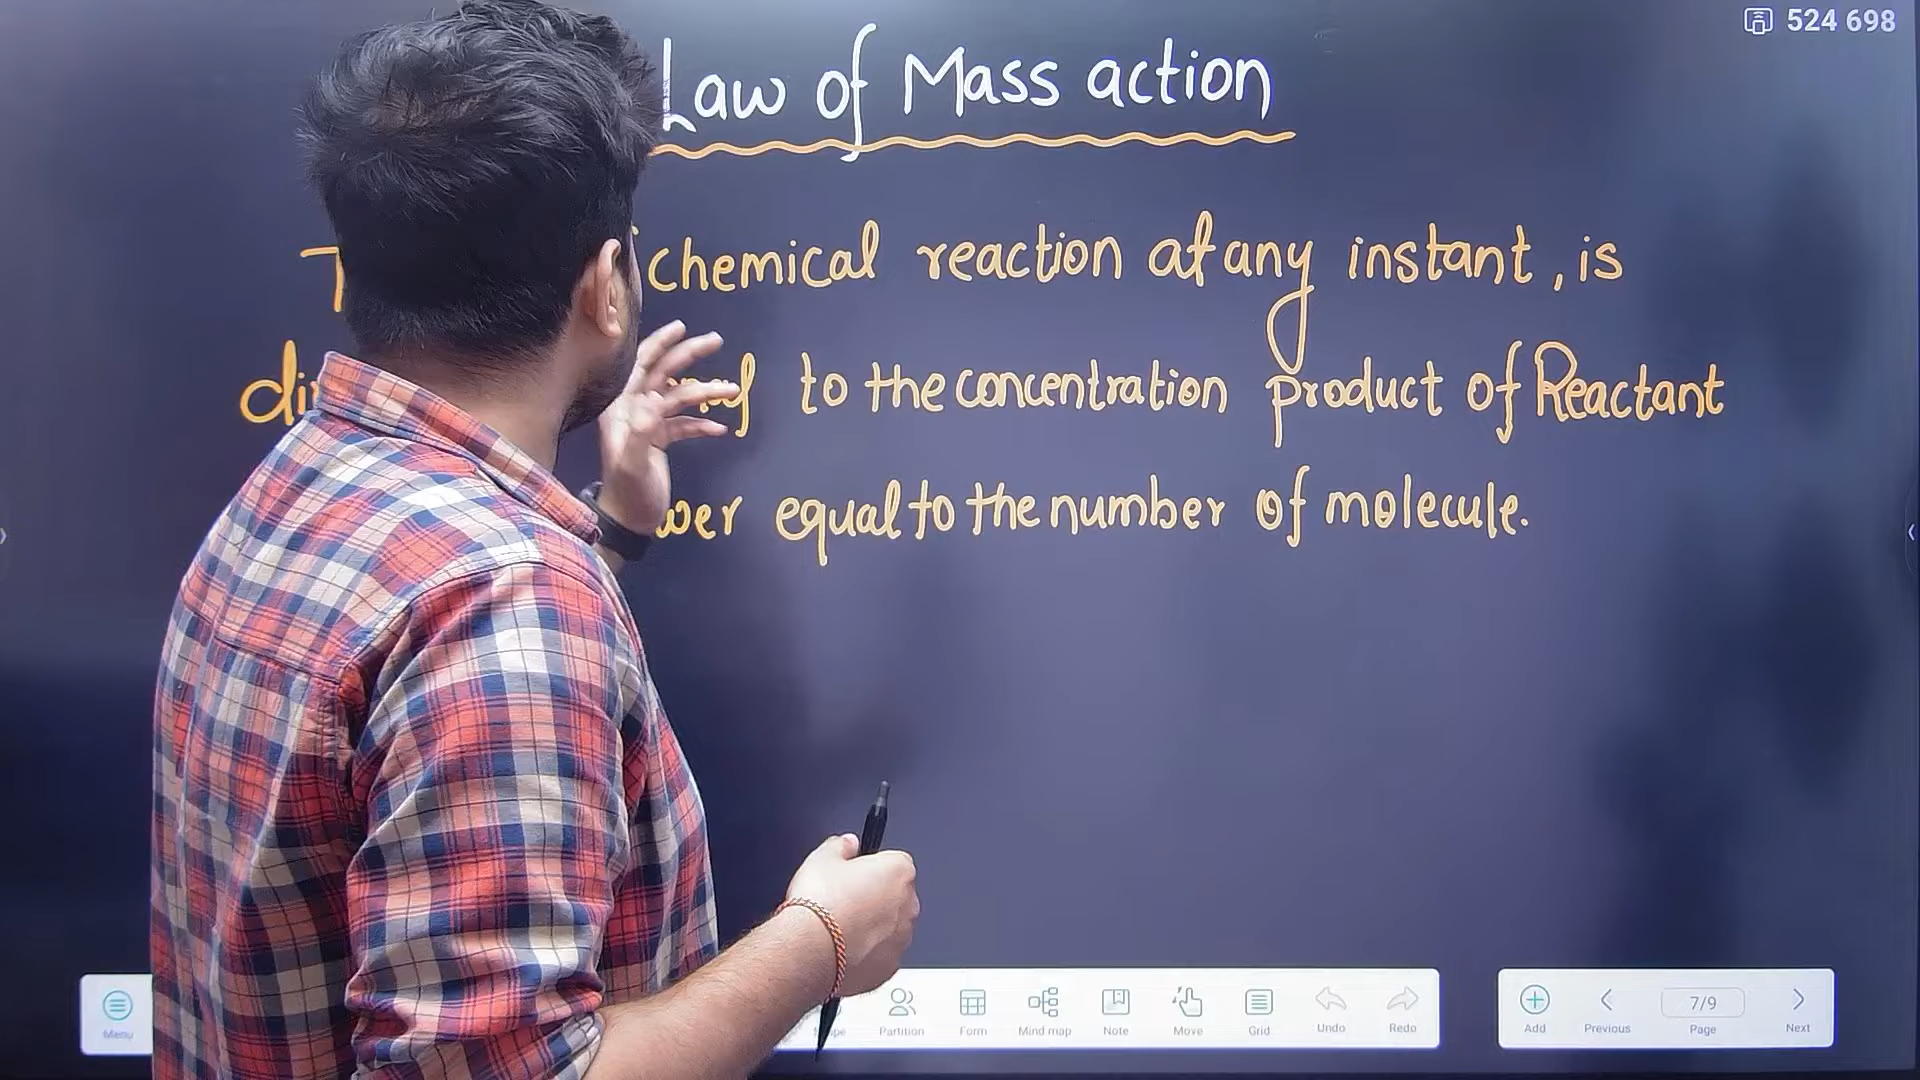 524 698
Law of Mass action
chemical reaction at any instant, is
to the concentration product of Reactant
equal to the number of molecule.
Menu Partition Form Mind map Note Move Grid Undo Redo Add Previous 7/9 Page Next